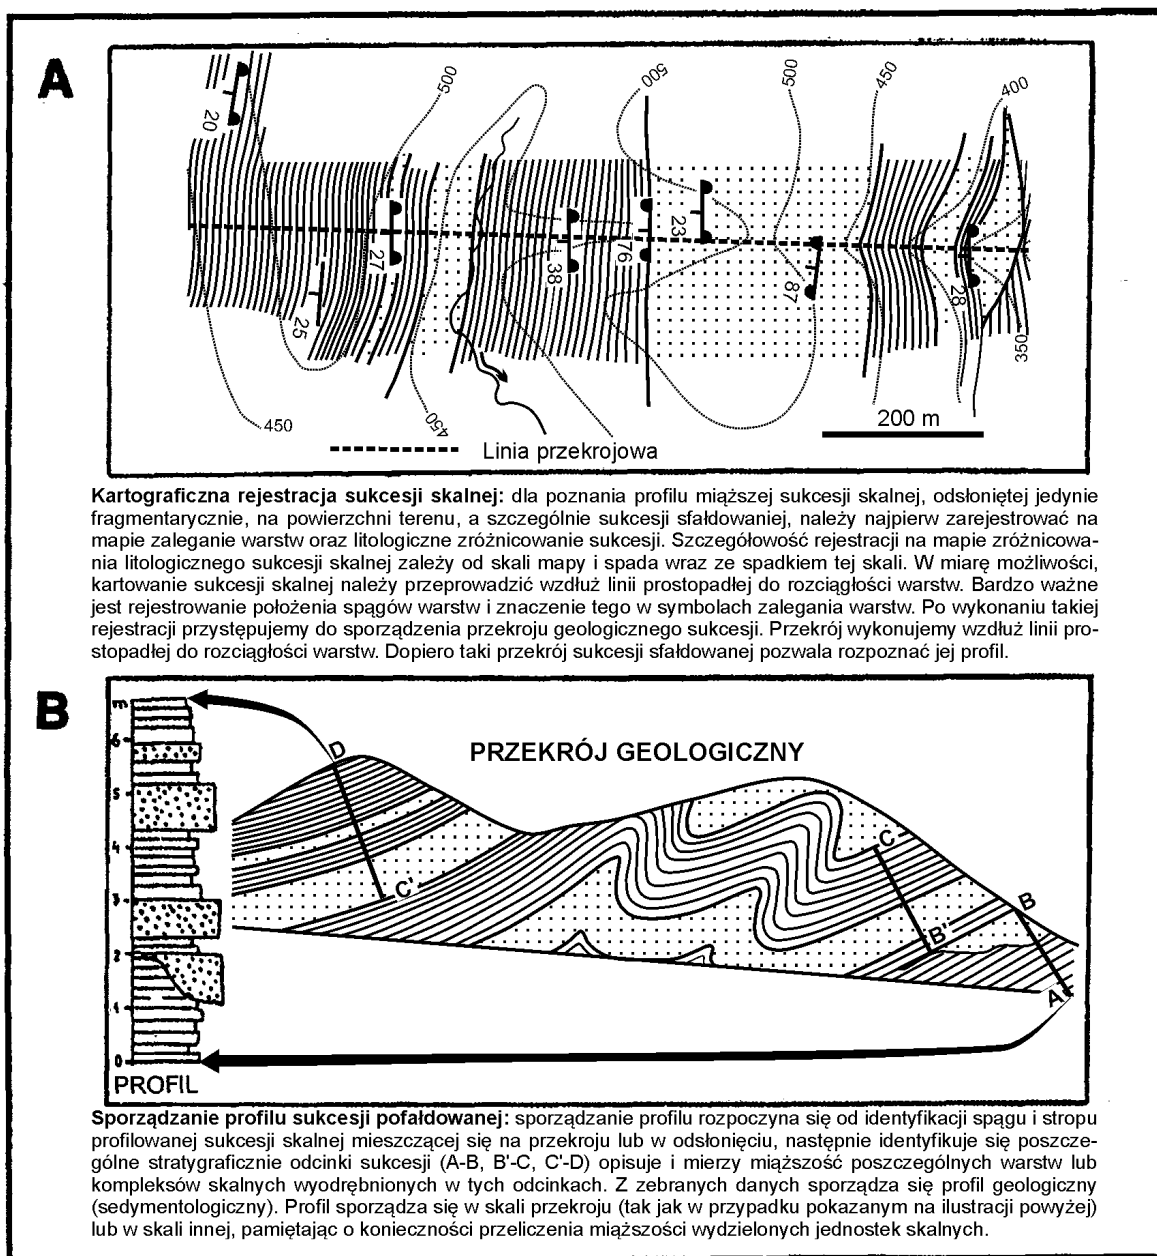 A
500
500
500
450
400
20
27
25
38
76
23
87
28
350
450
450
200 m
Linia przekrojowa
Kartograficzna rejestracja sukcesji skalnej: dla poznania profilu miąższej sukcesji skalnej, odsłoniętej jedynie
fragmentarycznie, na powierzchni terenu, a szczególnie sukcesji sfałdowaniej, należy najpierw zarejestrować na
mapie zaleganie warstw oraz litologiczne zróżnicowanie sukcesji. Szczegółowość rejestracji na mapie zróżnicowa-
nia litologicznego sukcesji skalnej zależy od skali mapy i spada wraz ze spadkiem tej skali. W miarę możliwości,
kartowanie sukcesji skalnej należy przeprowadzić wzdłuż linii prostopadłej do rozciągłości warstw. Bardzo ważne
jest rejestrowanie położenia spągów warstw i znaczenie tego w symbolach zalegania warstw. Po wykonaniu takiej
rejestracji przystępujemy do sporządzenia przekroju geologicznego sukcesji. Przekrój wykonujemy wzdłuż linii pro-
stopadłej do rozciągłości warstw. Dopiero taki przekrój sukcesji sfałdowanej pozwala rozpoznać jej profil.
B
m
6
5
4
3
2
1
0
PROFIL
PRZEKRÓJ GEOLOGICZNY
D
C'
C
B'
B
A
Sporządzanie profilu sukcesji pofałdowanej: sporządzanie profilu rozpoczyna się od identyfikacji spągu i stropu
profilowanej sukcesji skalnej mieszczącej się na przekroju lub w odsłonięciu, następnie identyfikuje się poszcze-
gólne stratygraficznie odcinki sukcesji (A-B, B'-C, C'-D) opisuje i mierzy miąższość poszczególnych warstw lub
kompleksów skalnych wyodrębnionych w tych odcinkach. Z zebranych danych sporządza się profil geologiczny
(sedymentologiczny). Profil sporządza się w skali przekroju (tak jak w przypadku pokazanym na ilustracji powyżej)
lub w skali innej, pamiętając o konieczności przeliczenia miąższości wydzielonych jednostek skalnych.